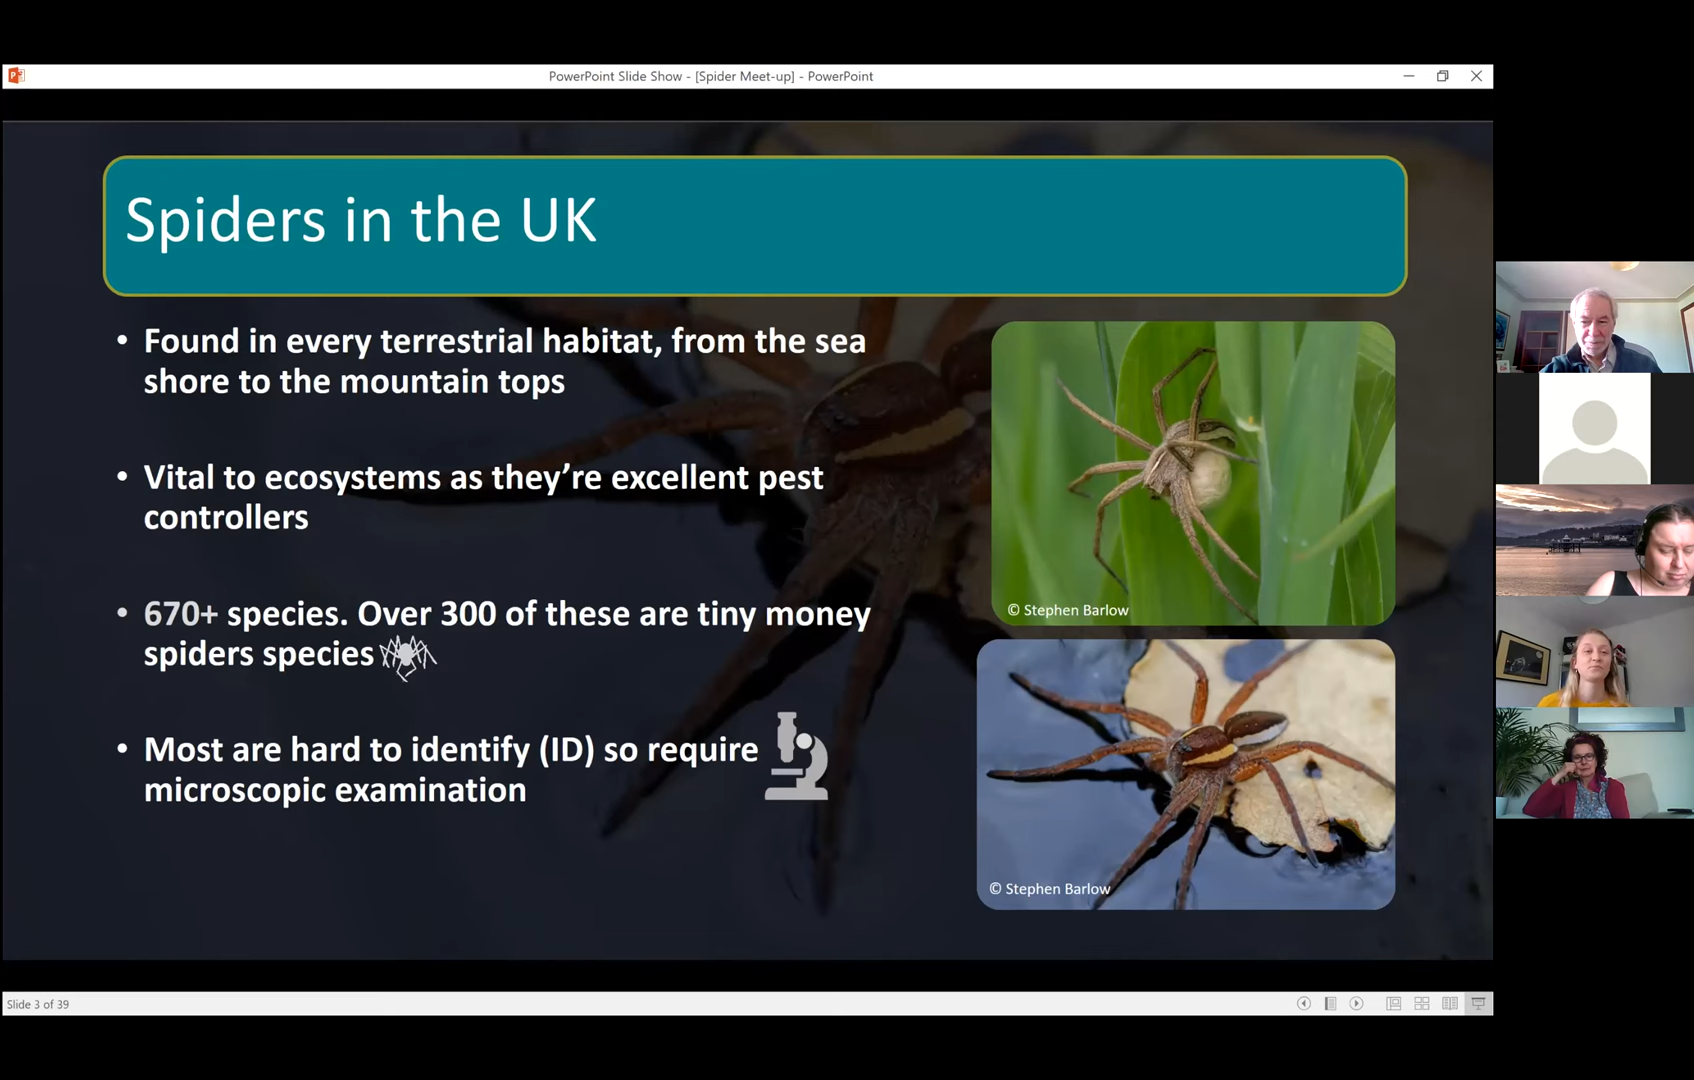 PowerPoint Slide Show - [Spider Meet-up] - PowerPoint
Spiders in the UK
• Found in every terrestrial habitat, from the sea
shore to the mountain tops
• Vital to ecosystems as they’re excellent pest
controllers
• 670+ species. Over 300 of these are tiny money
spiders species
• Most are hard to identify (ID) so require
microscopic examination
© Stephen Barlow
© Stephen Barlow
Slide 3 of 39